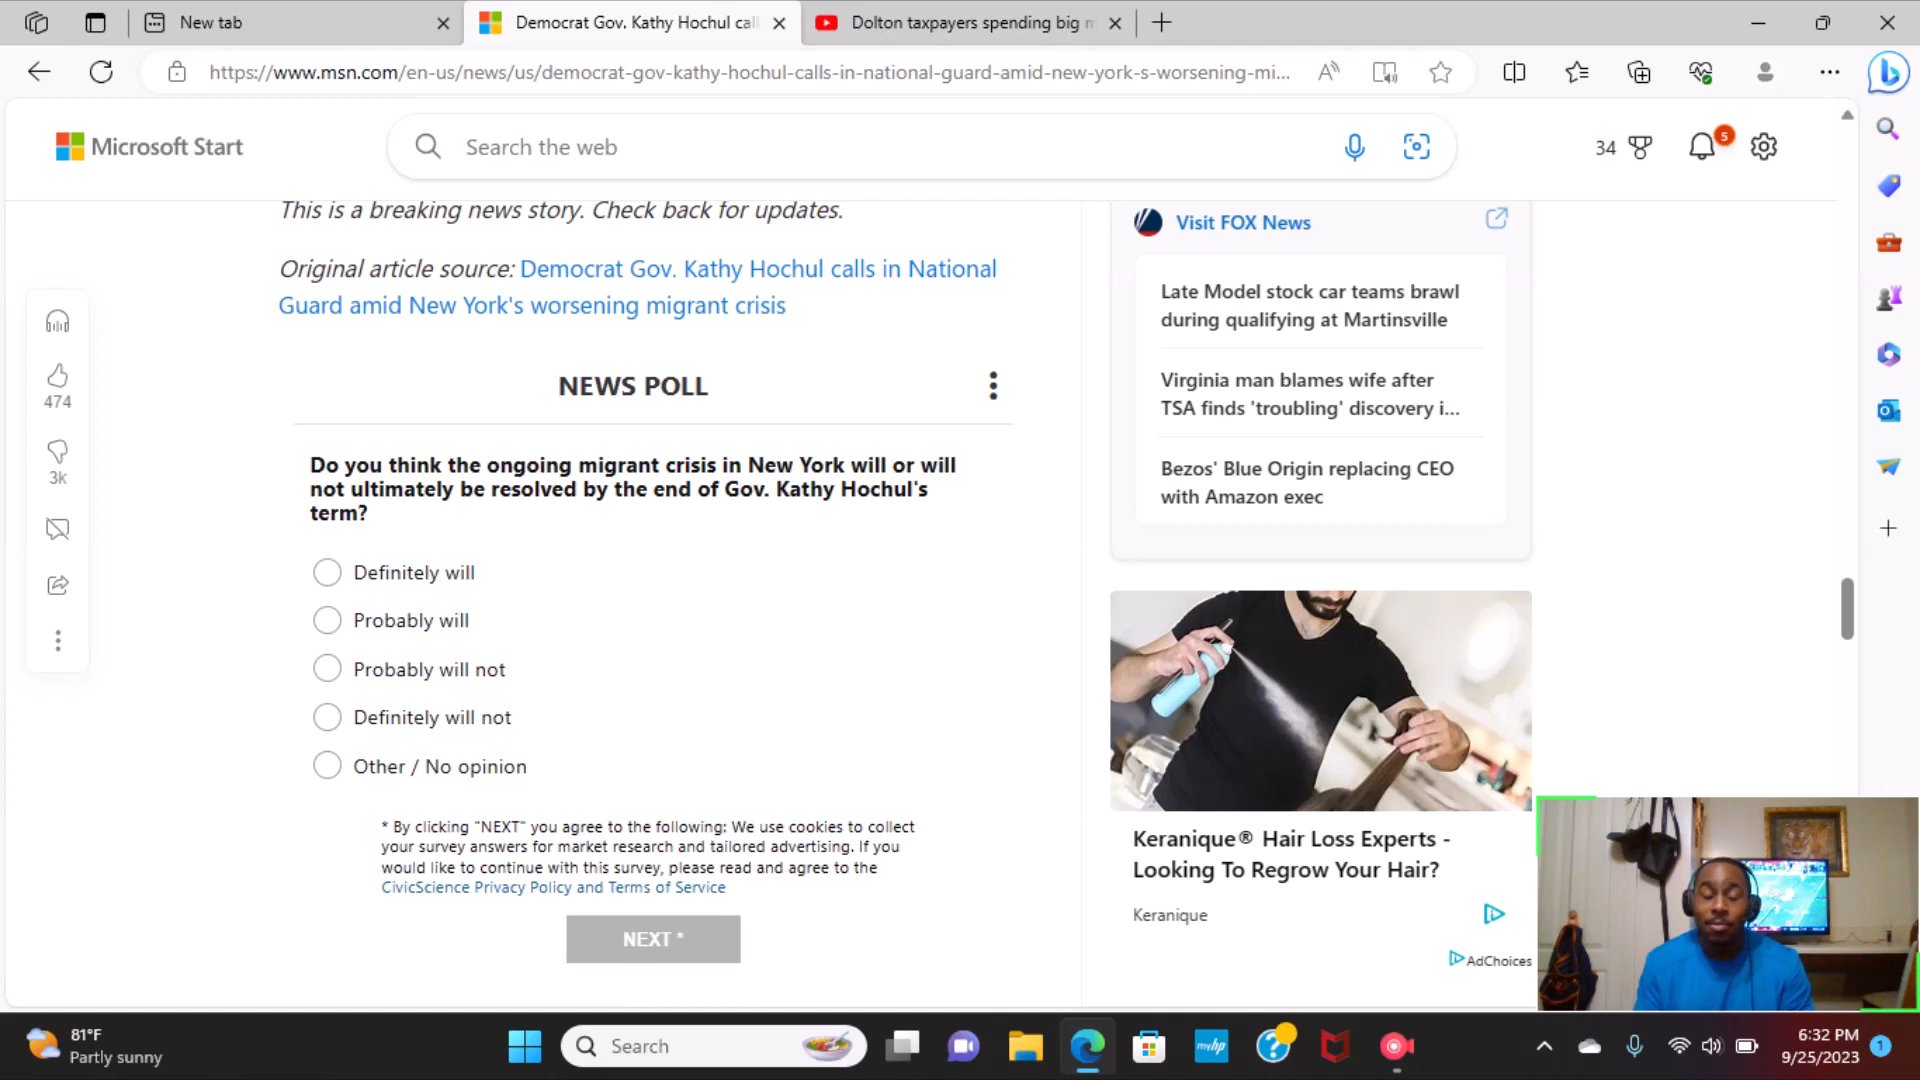 New tab
Democrat Gov. Kathy Hochul cal
Dolton taxpayers spending big m
https://www.msn.com/en-us/news/us/democrat-gov-kathy-hochul-calls-in-national-guard-amid-new-york-s-worsening-mi...
Microsoft Start
Search the web
34
5
This is a breaking news story. Check back for updates.
Original article source: Democrat Gov. Kathy Hochul calls in National
Guard amid New York's worsening migrant crisis
474
3k
NEWS POLL
Do you think the ongoing migrant crisis in New York will or will
not ultimately be resolved by the end of Gov. Kathy Hochul's
term?
Definitely will
Probably will
Probably will not
Definitely will not
Other / No opinion
* By clicking "NEXT" you agree to the following: We use cookies to collect
your survey answers for market research and tailored advertising. If you
would like to continue with this survey, please read and agree to the
CivicScience Privacy Policy and Terms of Service
NEXT *
Visit FOX News
Late Model stock car teams brawl
during qualifying at Martinsville
Virginia man blames wife after
TSA finds 'troubling' discovery i...
Bezos' Blue Origin replacing CEO
with Amazon exec
Keranique® Hair Loss Experts -
Looking To Regrow Your Hair?
Keranique
AdChoices
81°F
Partly sunny
Search
myhp
6:32 PM
9/25/2023
1